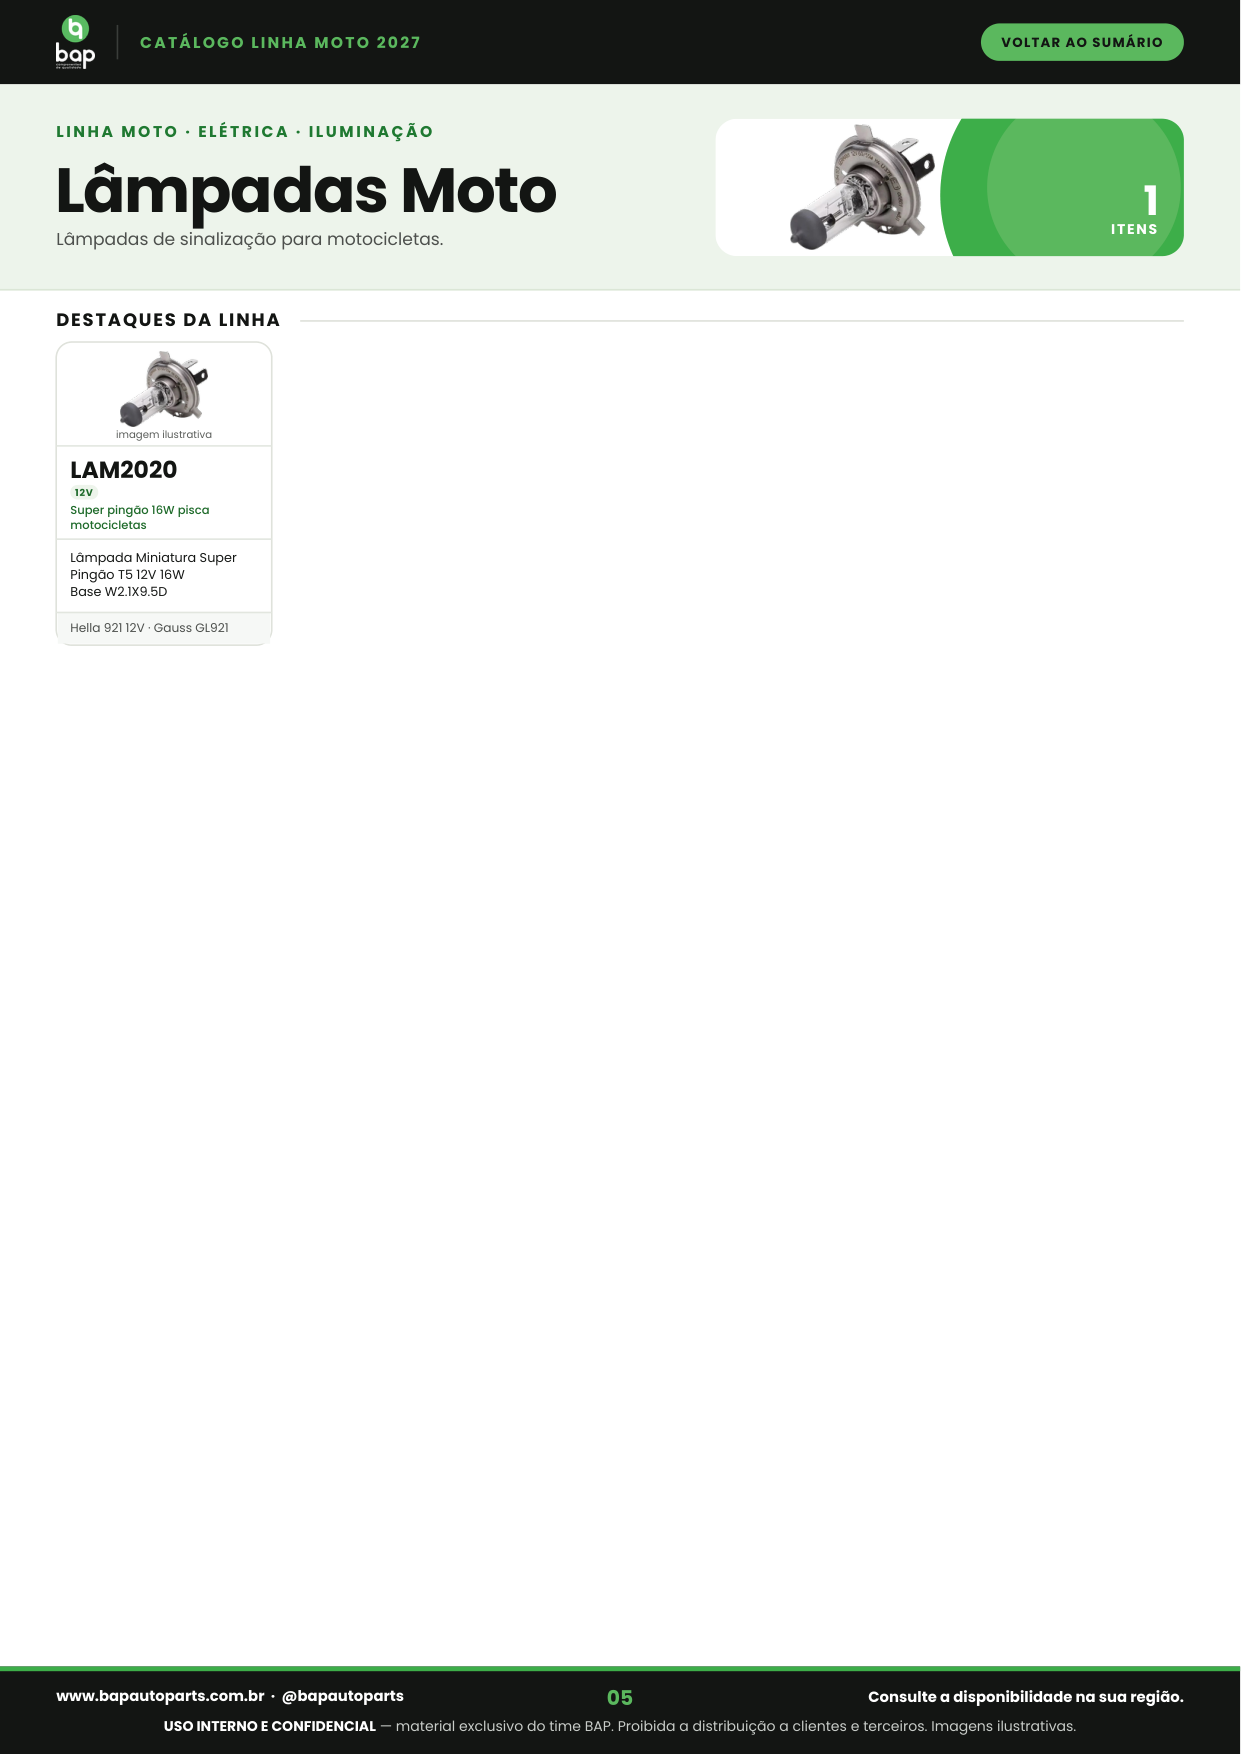 bap
CATÁLOGO LINHA MOTO 2027
VOLTAR AO SUMÁRIO
LINHA MOTO · ELÉTRICA · ILUMINAÇÃO
Lâmpadas Moto
Lâmpadas de sinalização para motocicletas.
1
ITENS
DESTAQUES DA LINHA
imagem ilustrativa
LAM2020
12V
Super pingão 16W pisca
motocicletas
Lâmpada Miniatura Super
Pingão T5 12V 16W
Base W2.1X9.5D
Hella 921 12V · Gauss GL921
www.bapautoparts.com.br · @bapautoparts
05
Consulte a disponibilidade na sua região.
USO INTERNO E CONFIDENCIAL — material exclusivo do time BAP. Proibida a distribuição a clientes e terceiros. Imagens ilustrativas.